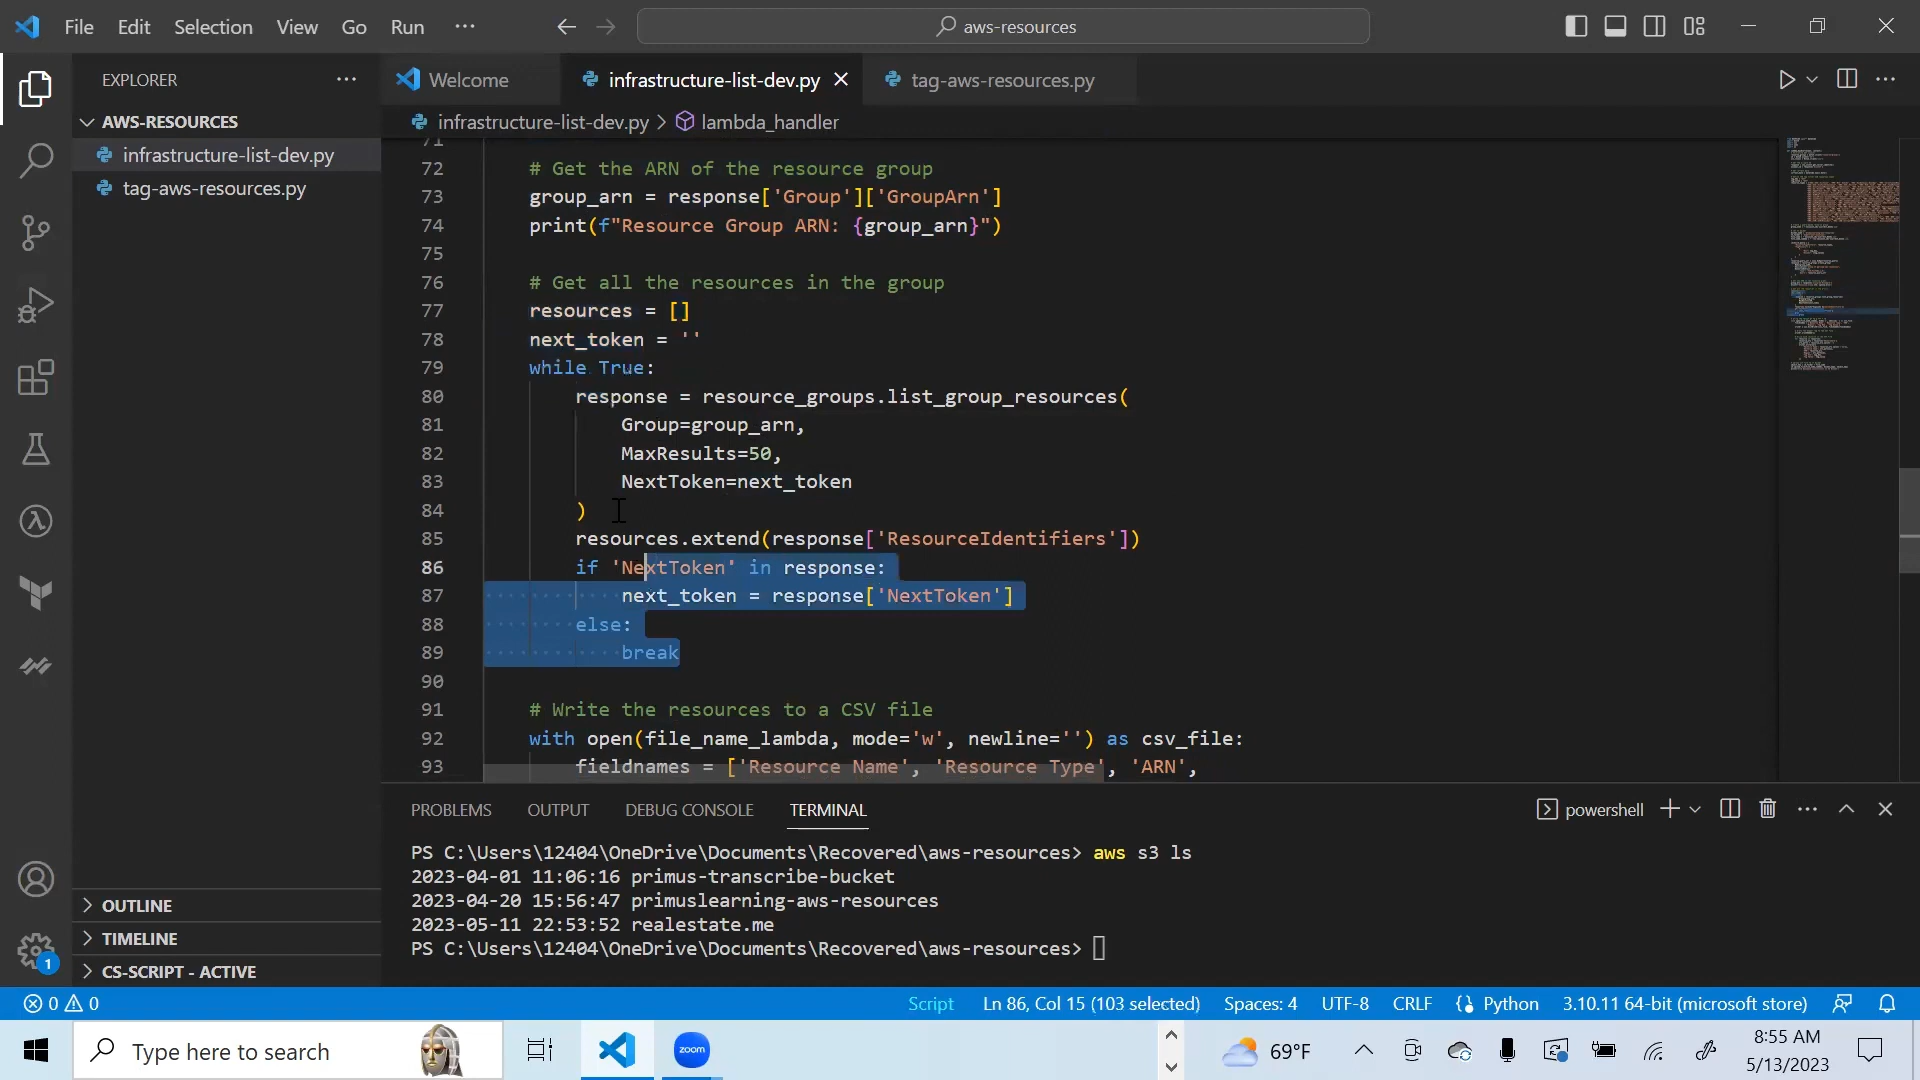 File Edit Selection View Go Run ··· aws-resources
EXPLORER ···
Welcome infrastructure-list-dev.py tag-aws-resources.py
AWS-RESOURCES
infrastructure-list-dev.py > lambda_handler
infrastructure-list-dev.py
tag-aws-resources.py
71
72 # Get the ARN of the resource group
73 group_arn = response['Group']['GroupArn']
74 print(f"Resource Group ARN: {group_arn}")
75
76 # Get all the resources in the group
77 resources = []
78 next_token = ''
79 while True:
80 response = resource_groups.list_group_resources(
81 Group=group_arn,
82 MaxResults=50,
83 NextToken=next_token
84 )
85 resources.extend(response['ResourceIdentifiers'])
86 if 'NextToken' in response:
87 next_token = response['NextToken']
88 else:
89 break
90
91 # Write the resources to a CSV file
92 with open(file_name_lambda, mode='w', newline='') as csv_file:
93 fieldnames = ['Resource Name', 'Resource Type', 'ARN',
PROBLEMS OUTPUT DEBUG CONSOLE TERMINAL powershell
PS C:\Users\12404\OneDrive\Documents\Recovered\aws-resources> aws s3 ls
2023-04-01 11:06:16 primus-transcribe-bucket
2023-04-20 15:56:47 primuslearning-aws-resources
2023-05-11 22:53:52 realestate.me
PS C:\Users\12404\OneDrive\Documents\Recovered\aws-resources>
OUTLINE
TIMELINE
CS-SCRIPT - ACTIVE
1
0 0 Script Ln 86, Col 15 (103 selected) Spaces: 4 UTF-8 CRLF Python 3.10.11 64-bit (microsoft store)
Type here to search zoom 69°F 8:55 AM
5/13/2023